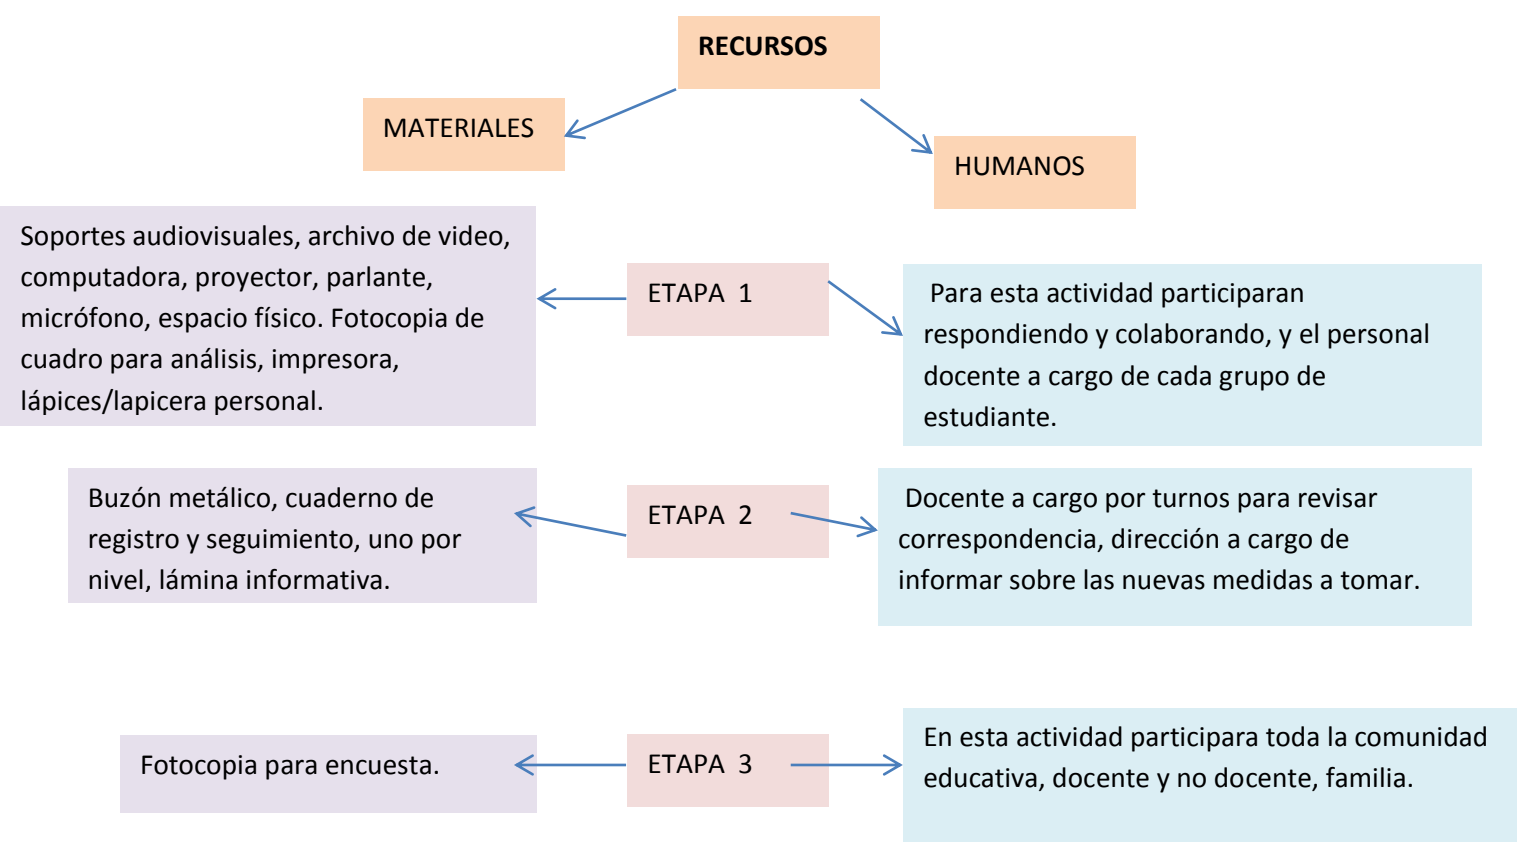 RECURSOS
MATERIALES
HUMANOS
Soportes audiovisuales, archivo de video,
computadora, proyector, parlante,
micrófono, espacio físico. Fotocopia de
cuadro para análisis, impresora,
lápices/lapicera personal.
ETAPA 1
Para esta actividad participaran
respondiendo y colaborando, y el personal
docente a cargo de cada grupo de
estudiante.
Buzón metálico, cuaderno de
registro y seguimiento, uno por
nivel, lámina informativa.
ETAPA 2
Docente a cargo por turnos para revisar
correspondencia, dirección a cargo de
informar sobre las nuevas medidas a tomar.
Fotocopia para encuesta.
ETAPA 3
En esta actividad participara toda la comunidad
educativa, docente y no docente, familia.